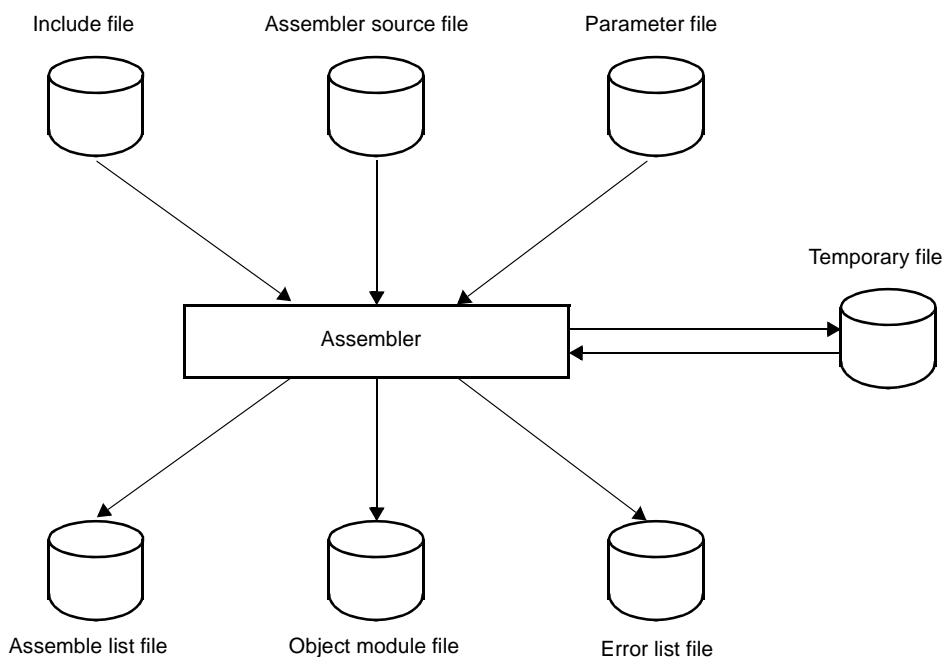 Include file
Assembler source file
Parameter file
Temporary file
Assembler
Assemble list file
Object module file
Error list file